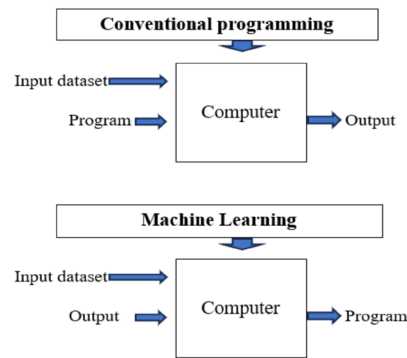 Conventional programming
Input dataset
Program
Computer
Output
Machine Learning
Input dataset
Output
Computer
Program